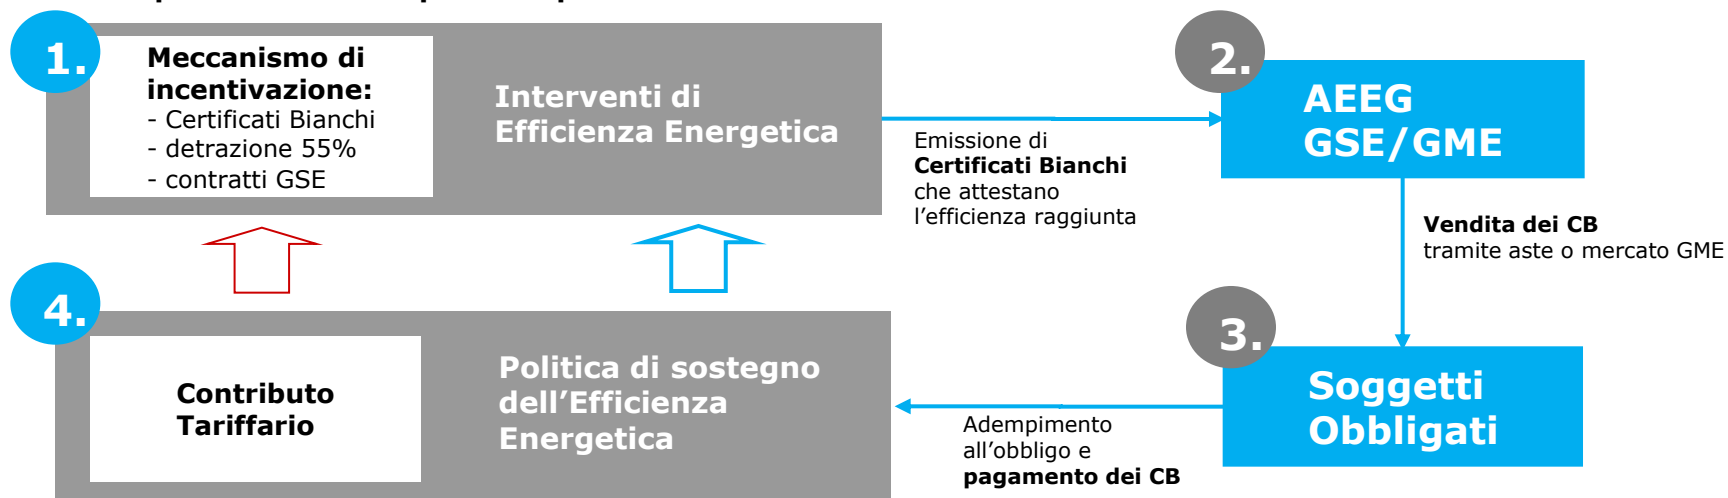 1.
Meccanismo di
incentivazione:
- Certificati Bianchi
- detrazione 55%
- contratti GSE
Interventi di
Efficienza Energetica
Emissione di
Certificati Bianchi
che attestano
l’efficienza raggiunta
2.
AEEG
GSE/GME
Vendita dei CB
tramite aste o mercato GME
3.
Soggetti
Obbligati
Adempimento
all’obbligo e
pagamento dei CB
4.
Contributo
Tariffario
Politica di sostegno
dell’Efficienza
Energetica